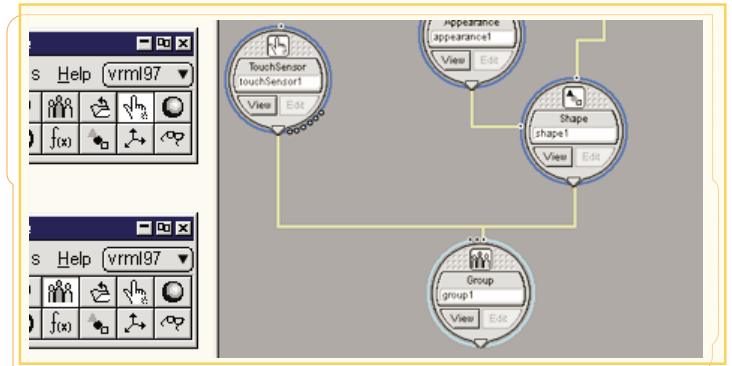 s Help vrml97
f(x)
s Help vrml97
f(x)
TouchSensor
touchSensor1
View Edit
Appearance
appearance1
View Edit
Shape
shape1
View Edit
Group
group1
View Edit